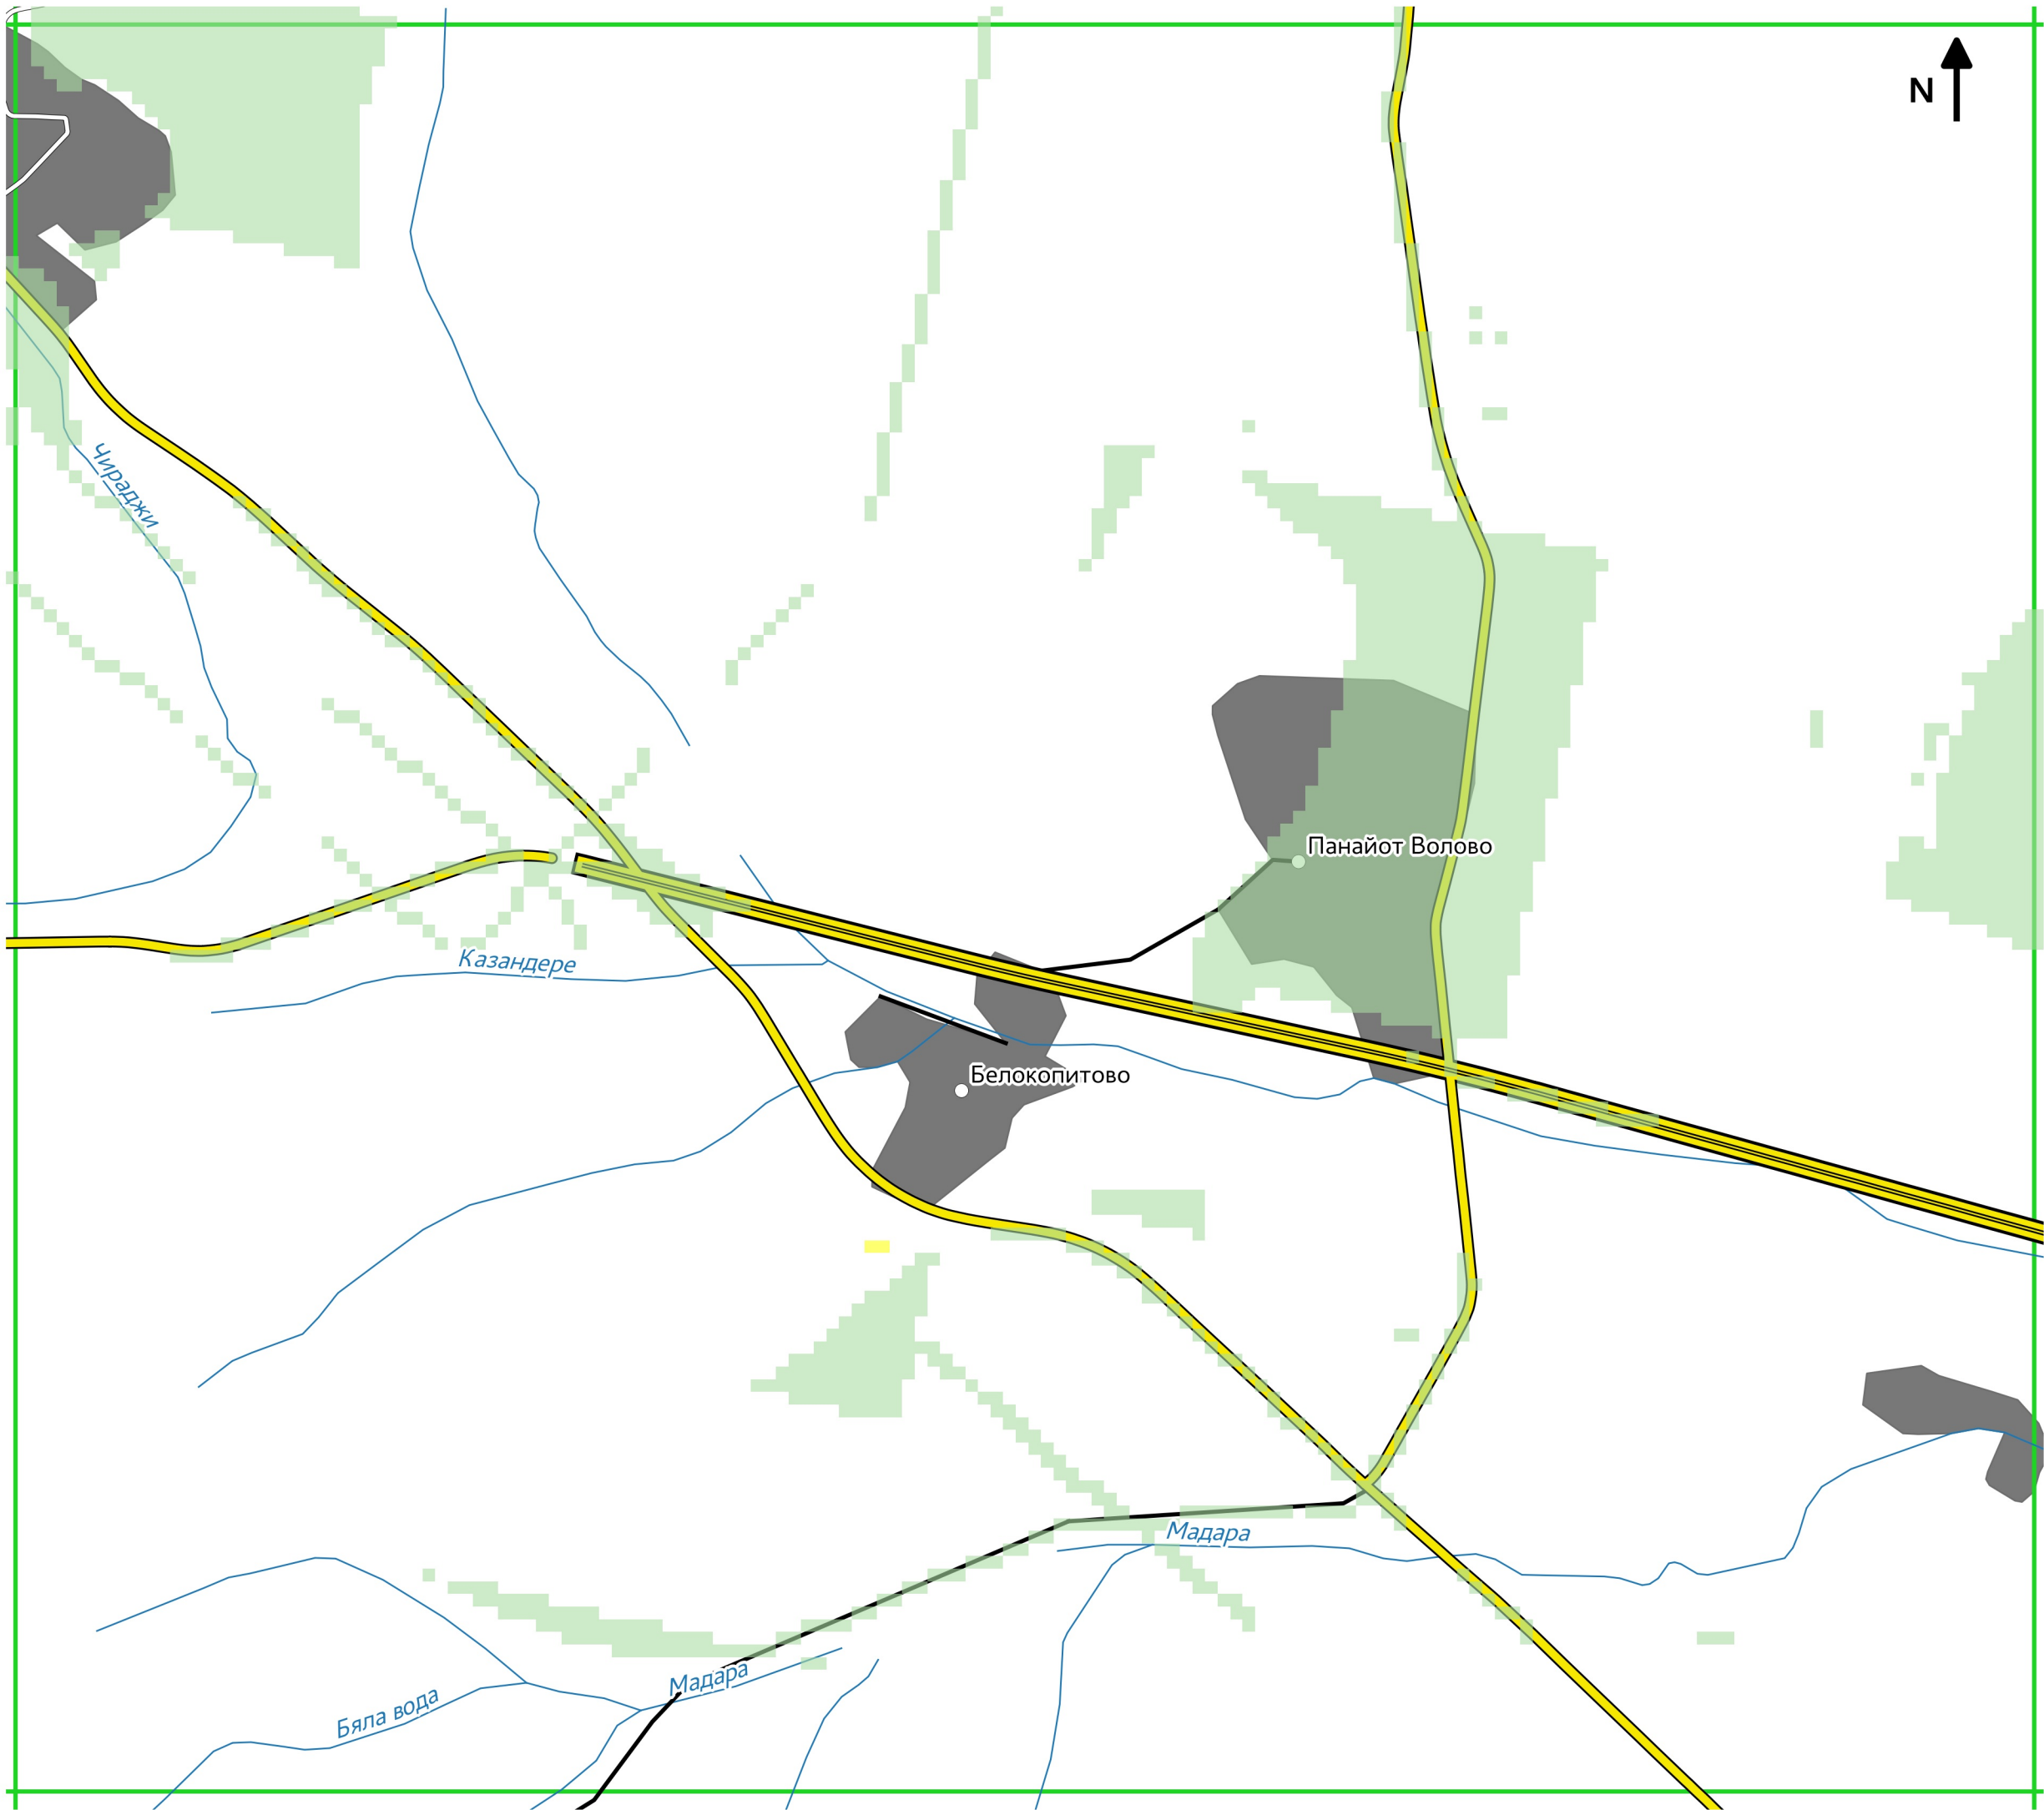 N
Чираджи
Панайот Волово
Казандере
Белокопитово
Мадара
Мадара
Бяла вода